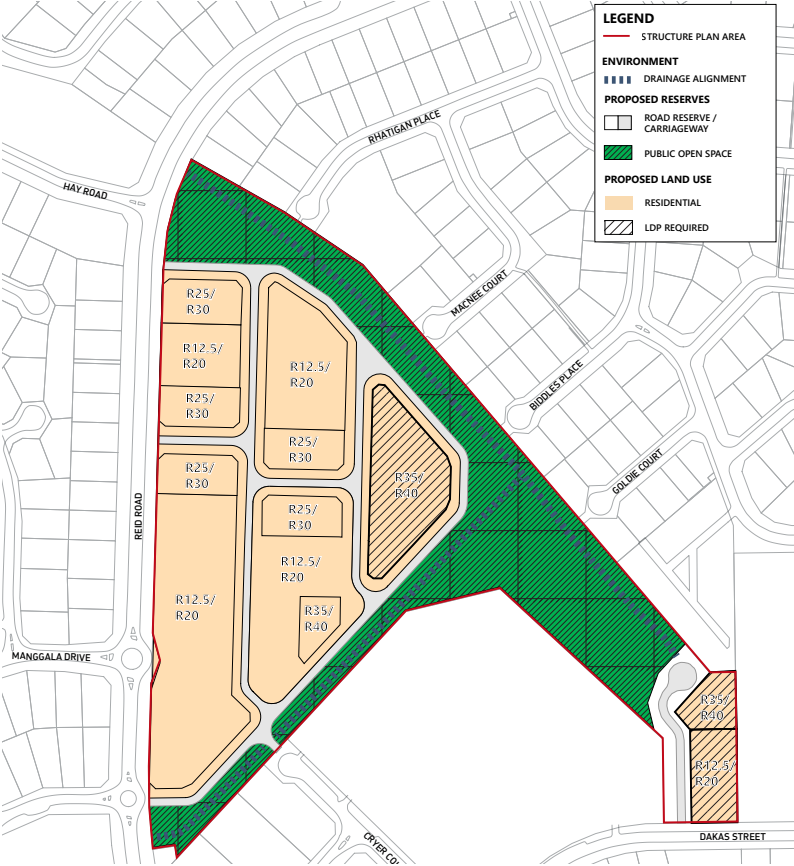 LEGEND
STRUCTURE PLAN AREA
ENVIRONMENT
DRAINAGE ALIGNMENT
PROPOSED RESERVES
ROAD RESERVE /
CARRIAGEWAY
PUBLIC OPEN SPACE
PROPOSED LAND USE
RESIDENTIAL
LDP REQUIRED
RHATIGAN PLACE
HAY ROAD
MACNEE COURT
BIDDLES PLACE
GOLDIE COURT
REID ROAD
MANGGALA DRIVE
CRYER COU
DAKAS STREET
R25/
R30
R12.5/
R20
R25/
R30
R12.5/
R20
R25/
R30
R35/
R40
R25/
R30
R12.5/
R20
R25/
R30
R12.5/
R20
R35/
R40
R35/
R40
R12.5/
R20